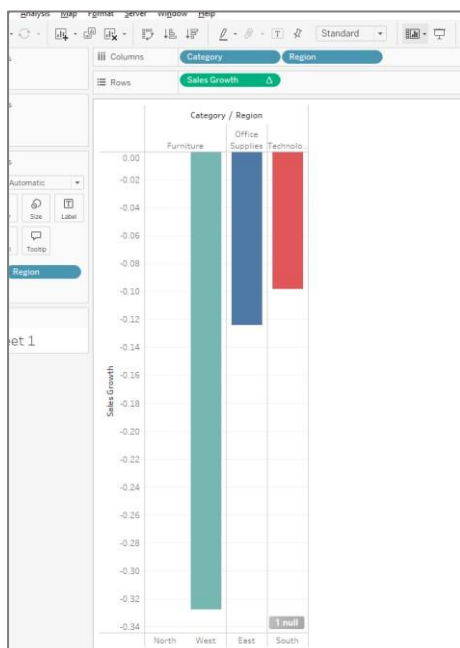 Analysis Map Format Server Window Help
Standard
Columns Category Region
Rows Sales Growth Δ
Category / Region
Office
Furniture Supplies Technolo..
Automatic
Size Label
Tooltip
Region
eet 1
0.00
-0.02
-0.04
-0.06
-0.08
-0.10
-0.12
-0.14
-0.16
-0.18
-0.20
-0.22
-0.24
-0.26
-0.28
-0.30
-0.32
-0.34
Sales Growth
1 null
North West East South